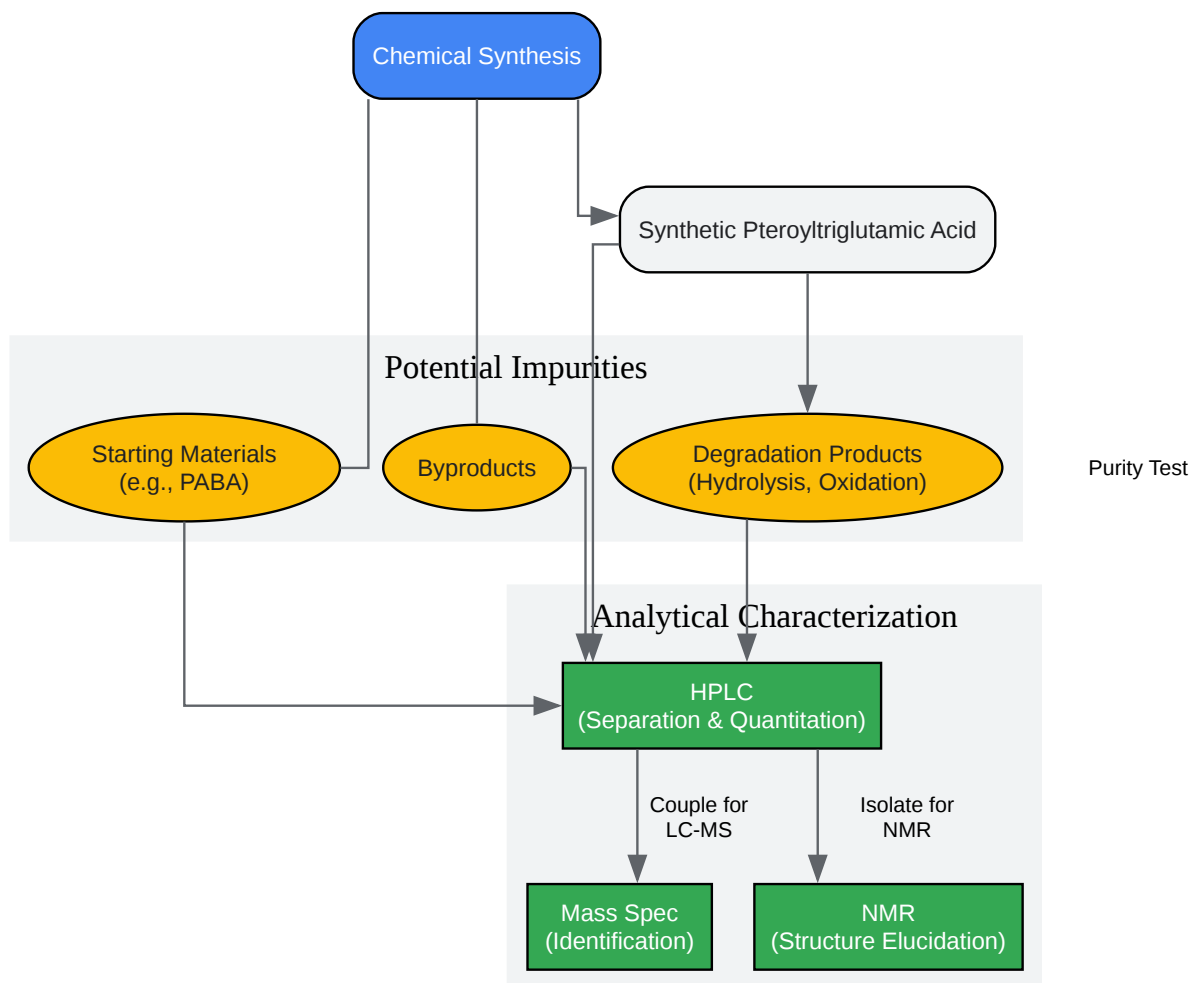 Chemical Synthesis
Synthetic Pteroyltriglutamic Acid
Potential Impurities
Starting Materials
(e.g., PABA)
Byproducts
Degradation Products
(Hydrolysis, Oxidation)
Purity Test
Analytical Characterization
HPLC
(Separation & Quantitation)
Couple for
LC-MS
Isolate for
NMR
Mass Spec
(Identification)
NMR
(Structure Elucidation)